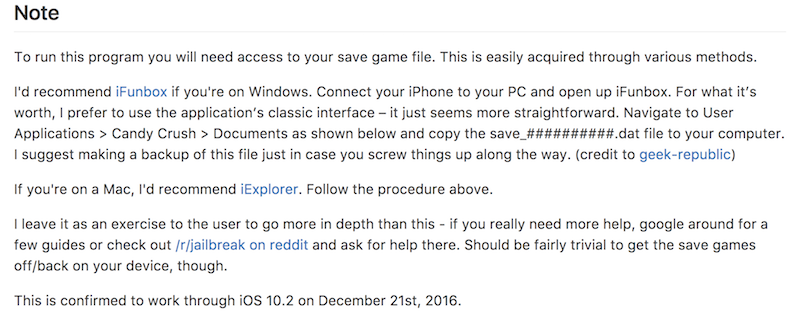 Note
To run this program you will need access to your save game file. This is easily acquired through various methods.
I'd recommend iFunbox if you're on Windows. Connect your iPhone to your PC and open up iFunbox. For what it’s
worth, I prefer to use the application’s classic interface – it just seems more straightforward. Navigate to User
Applications > Candy Crush > Documents as shown below and copy the save_##########.dat file to your computer.
I suggest making a backup of this file just in case you screw things up along the way. (credit to geek-republic)
If you're on a Mac, I'd recommend iExplorer. Follow the procedure above.
I leave it as an exercise to the user to go more in depth than this - if you really need more help, google around for a
few guides or check out /r/jailbreak on reddit and ask for help there. Should be fairly trivial to get the save games
off/back on your device, though.
This is confirmed to work through iOS 10.2 on December 21st, 2016.